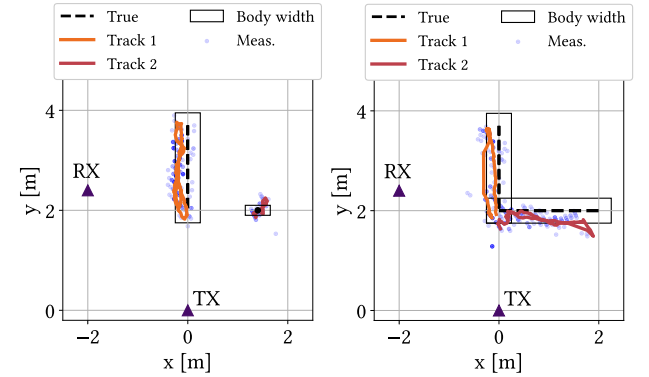 True
Track 1
Track 2
Body width
Meas.
4
2
0
y [m]
RX
TX
−2
0
2
x [m]
True
Track 1
Track 2
Body width
Meas.
4
2
0
y [m]
RX
TX
−2
0
2
x [m]